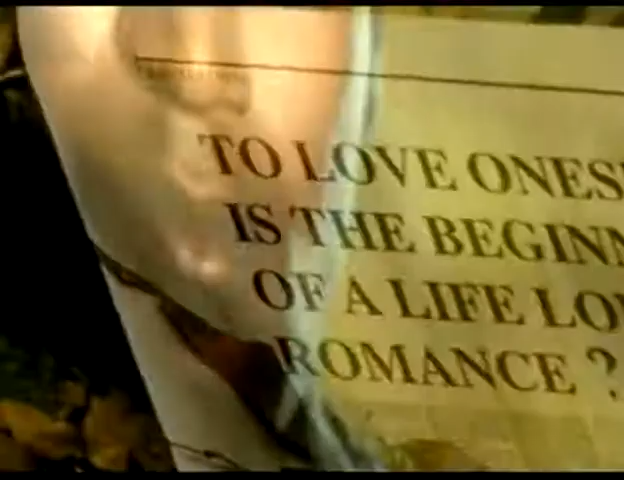 TO LOVE ONES
IS THE BEGINN
OF A LIFE LO
ROMANCE ?